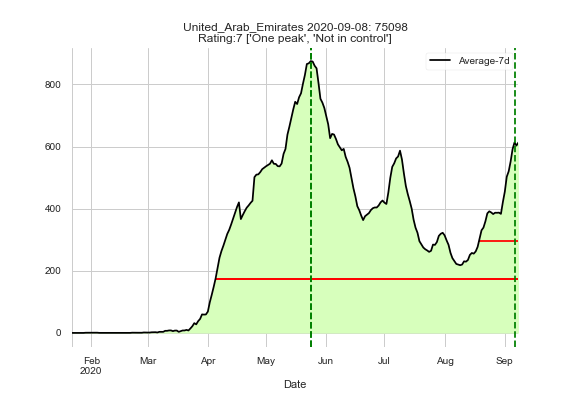 United_Arab_Emirates 2020-09-08: 75098
Rating:7 ['One peak', 'Not in control']
Average-7d
800
600
400
200
0
Feb Mar Apr May Jun Jul Aug Sep
2020
Date